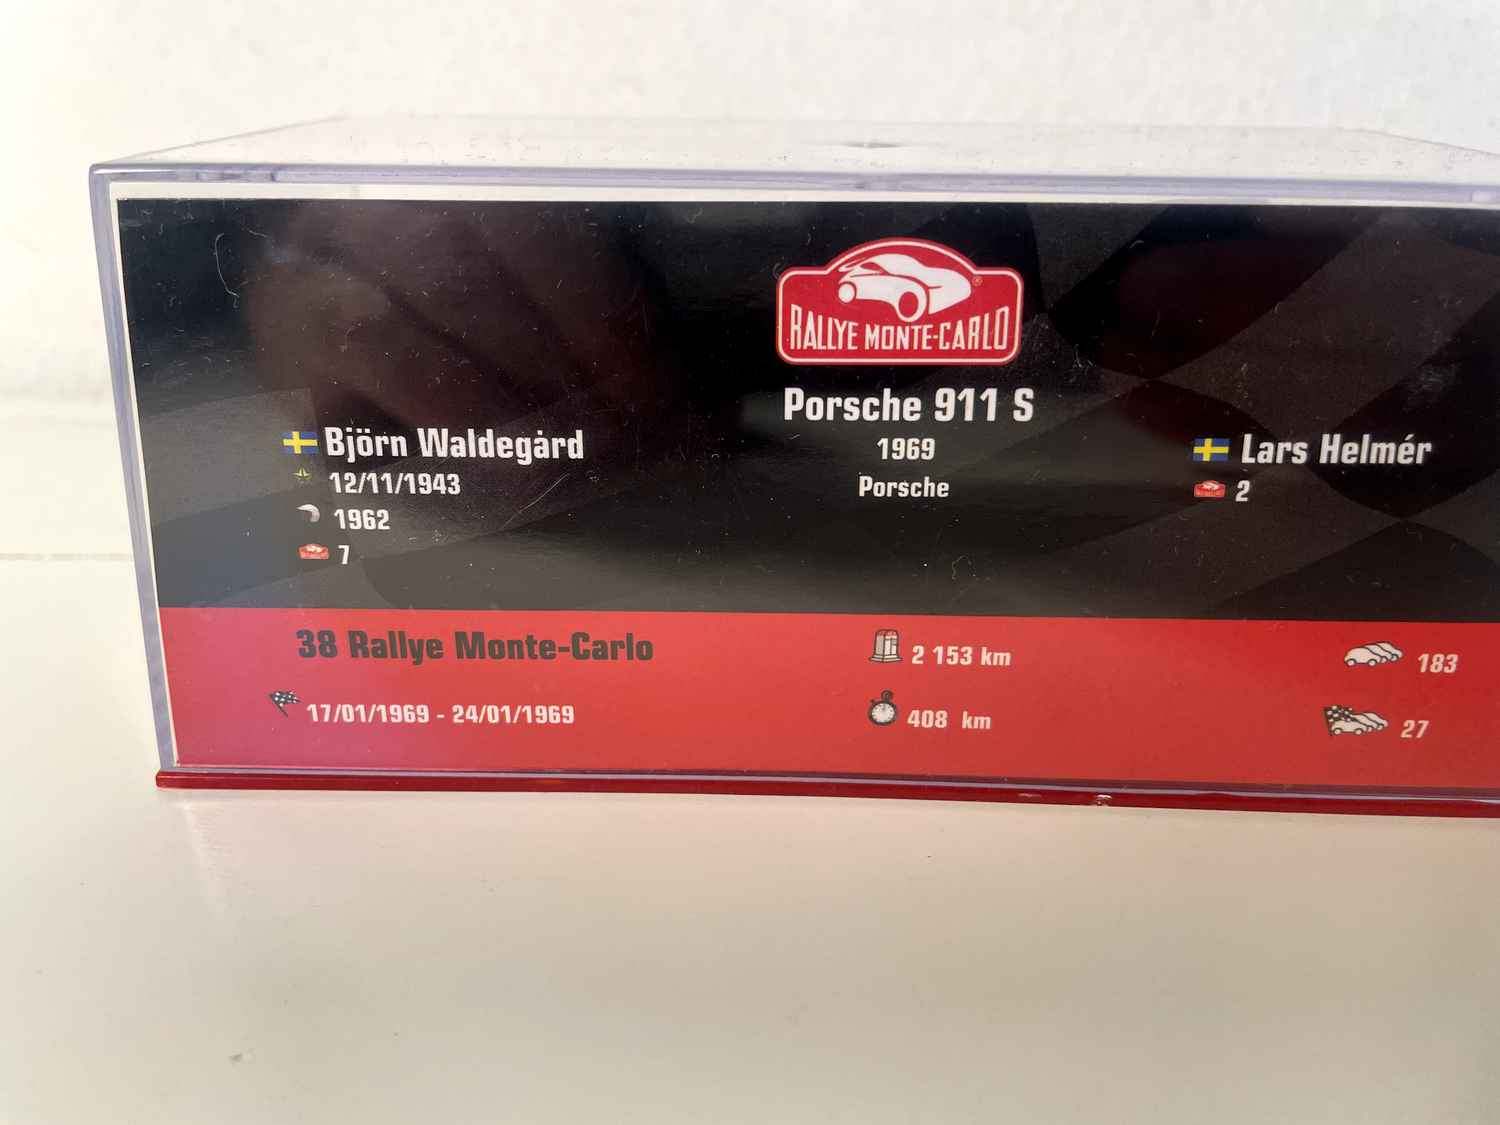 RALLYE MONTE-CARLO
Porsche 911 S
1969
Porsche
Björn Waldegård
12/11/1943
1962
7
Lars Helmér
2
38 Rallye Monte-Carlo
17/01/1969 - 24/01/1969
2 153 km
408 km
183
27